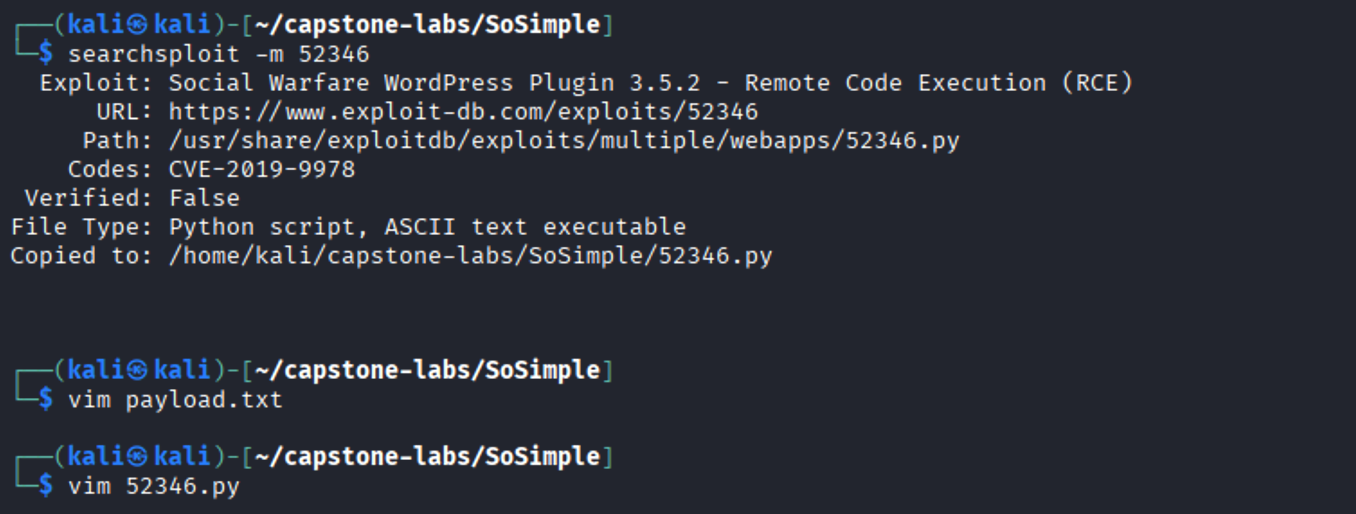 ┌──(kali㉿kali)-[~/capstone-labs/SoSimple]
└─$ searchsploit -m 52346
Exploit: Social Warfare WordPress Plugin 3.5.2 - Remote Code Execution (RCE)
URL: https://www.exploit-db.com/exploits/52346
Path: /usr/share/exploitdb/exploits/multiple/webapps/52346.py
Codes: CVE-2019-9978
Verified: False
File Type: Python script, ASCII text executable
Copied to: /home/kali/capstone-labs/SoSimple/52346.py
┌──(kali㉿kali)-[~/capstone-labs/SoSimple]
└─$ vim payload.txt
┌──(kali㉿kali)-[~/capstone-labs/SoSimple]
└─$ vim 52346.py